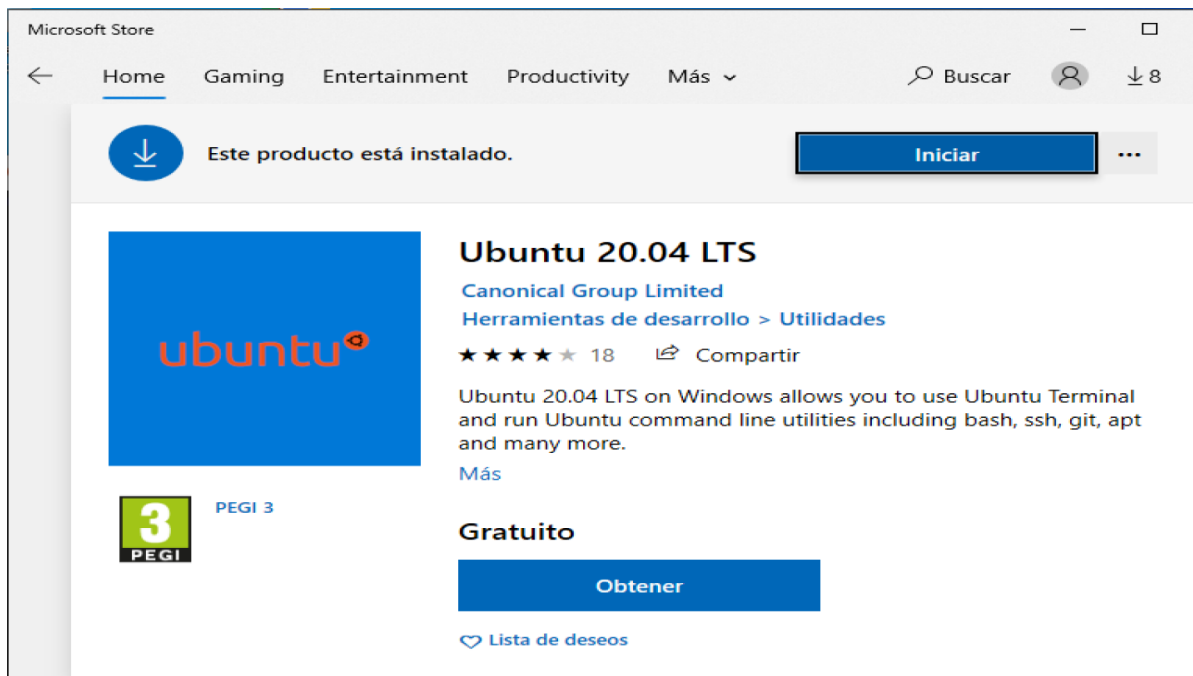 Microsoft Store
Home Gaming Entertainment Productivity Más Buscar 8
Este producto está instalado. Iniciar ...
ubuntu
Ubuntu 20.04 LTS
Canonical Group Limited
Herramientas de desarrollo > Utilidades
★★★★★ 18 Compartir
Ubuntu 20.04 LTS on Windows allows you to use Ubuntu Terminal
and run Ubuntu command line utilities including bash, ssh, git, apt
and many more.
Más
3
PEGI
PEGI 3
Gratuito
Obtener
Lista de deseos